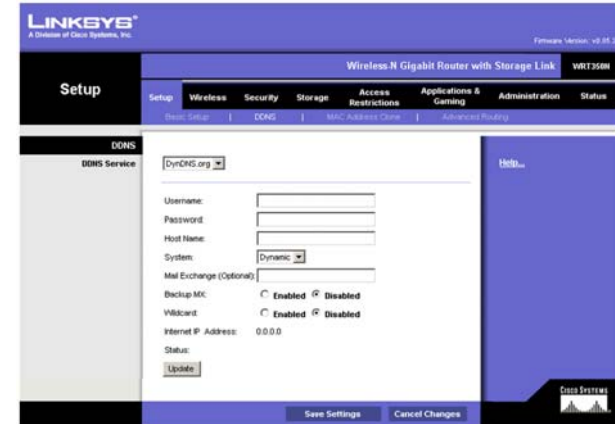 LINKSYS®
A Division of Cisco Systems, Inc.
Firmware Version: v0.95.3
Wireless-N Gigabit Router with Storage Link WRT350N
Setup
Setup Wireless Security Storage Access Restrictions Applications & Gaming Administration Status
Basic Setup | DDNS | MAC Address Clone | Advanced Routing
DDNS
DDNS Service
DynDNS.org
Help...
Username:
Password:
Host Name:
System: Dynamic
Mail Exchange (Optional):
Backup MX: Enabled Disabled
Wildcard: Enabled Disabled
Internet IP Address: 0.0.0.0
Status:
Update
Save Settings Cancel Changes
CISCO SYSTEMS